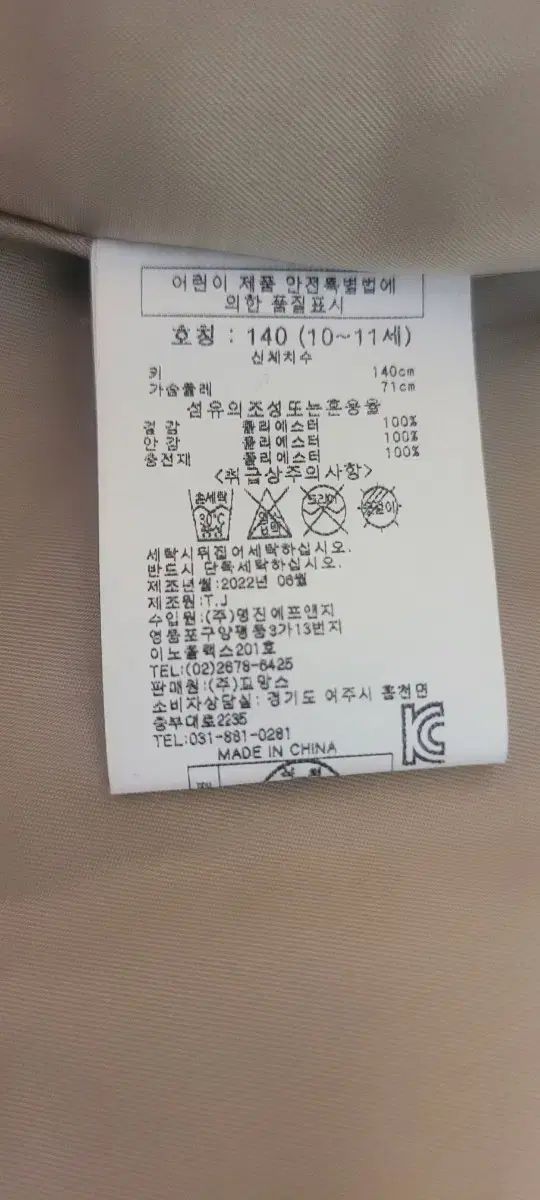 어린이 제품 안전특별법에
의한 품질표시
호칭 : 140 (10~11세)
신체치수
키 140cm
가슴둘레 71cm
섬유의조성또는혼용율
겉 감 폴리에스터 100%
안 감 폴리에스터 100%
충전재 폴리에스터 100%
<취급상주의사항>
손세탁 30°C 중성
염소 표백
드라이
세탁시뒤집어세탁하십시오.
반드시 단독세탁하십시오.
제조년월:2022년 06월
제조원:T.J
수입원:(주)명진에프앤지
영등포구양평동3가13번지
이노플렉스201호
TEL:(02)2678-6425
판매원:(주)꼬망스
소비자상담실: 경기도 여주시 흥천면
중부대로2235
TEL:031-881-0281
MADE IN CHINA